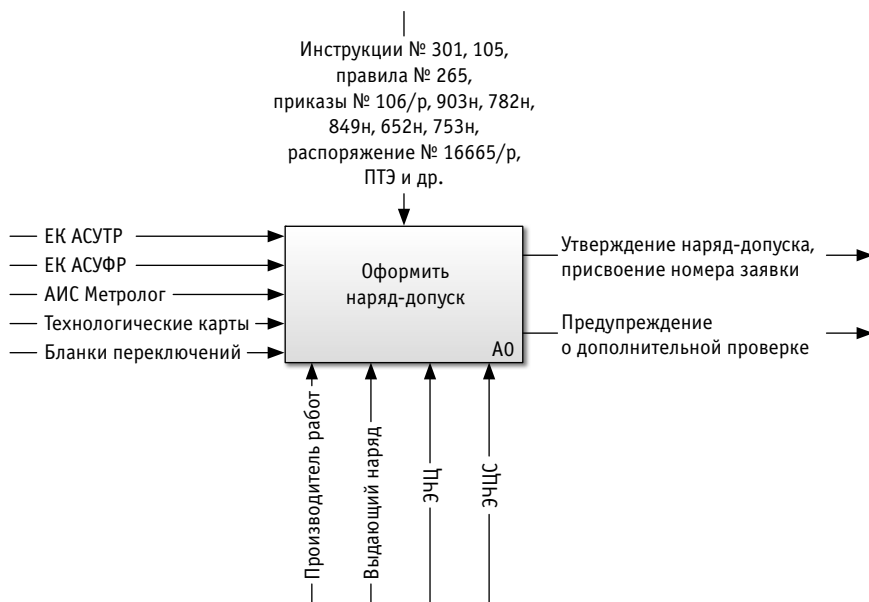 Инструкции № 301, 105,
правила № 265,
приказы № 106/р, 903н, 782н,
849н, 652н, 753н,
распоряжение № 16665/р,
ПТЭ и др.
ЕК АСУТР
ЕК АСУФР
АИС Метролог
Технологические карты
Бланки переключений
Оформить
наряд-допуск
А0
Утверждение наряд-допуска,
присвоение номера заявки
Предупреждение
о дополнительной проверке
Производитель работ
Выдающий наряд
ЭЧЦ
ЭЧЦС